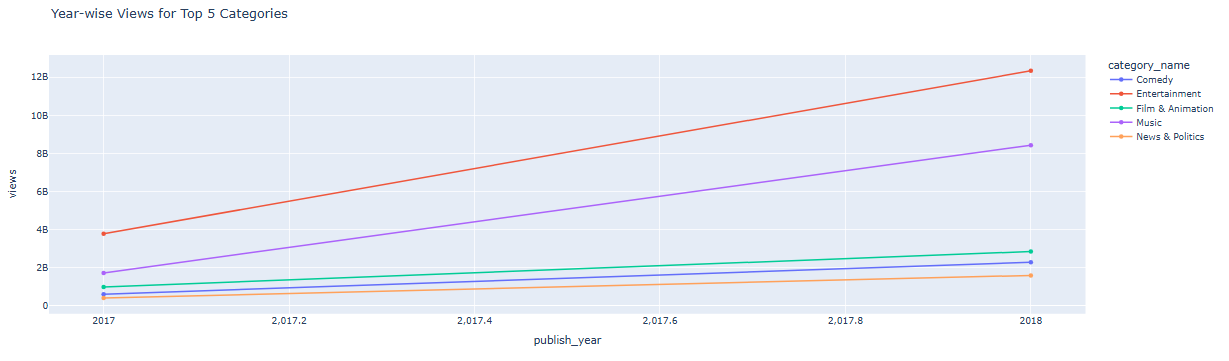 Year-wise Views for Top 5 Categories
12B
10B
8B
6B
4B
2B
0
views
2017
2,017.2
2,017.4
2,017.6
2,017.8
2018
publish_year
category_name
Comedy
Entertainment
Film & Animation
Music
News & Politics